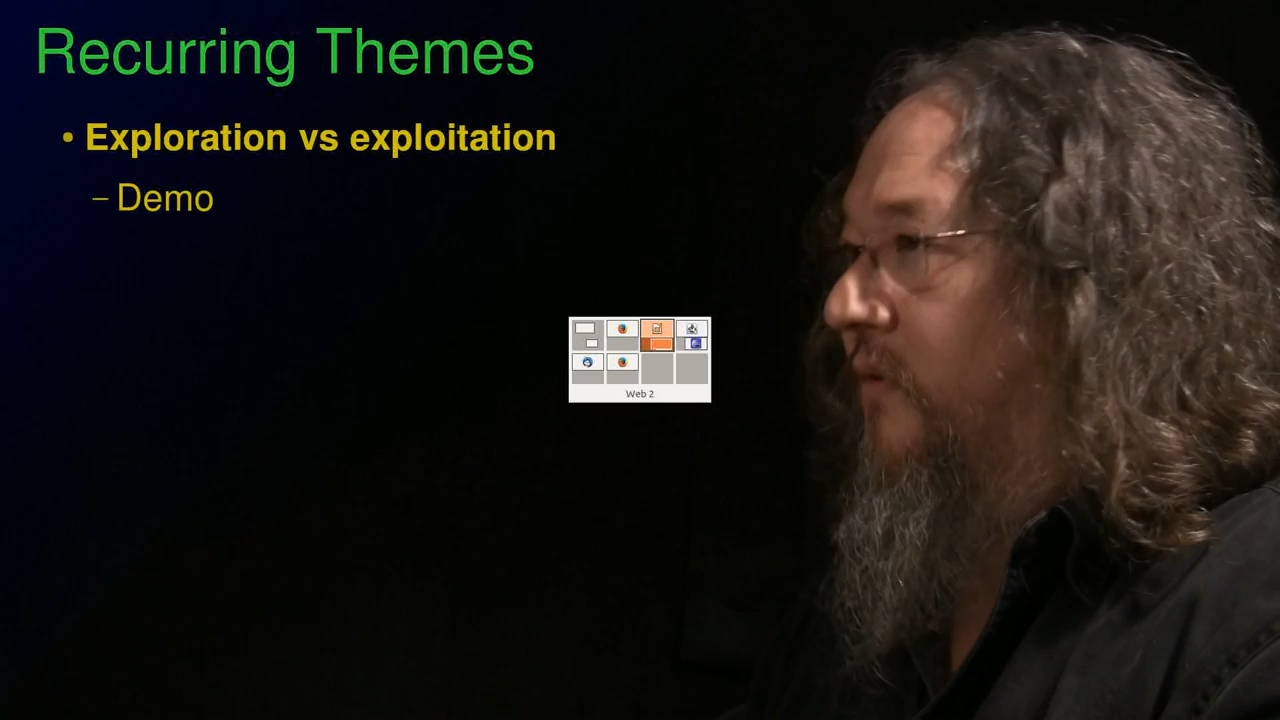 Recurring Themes
• Exploration vs exploitation
– Demo
Web 2